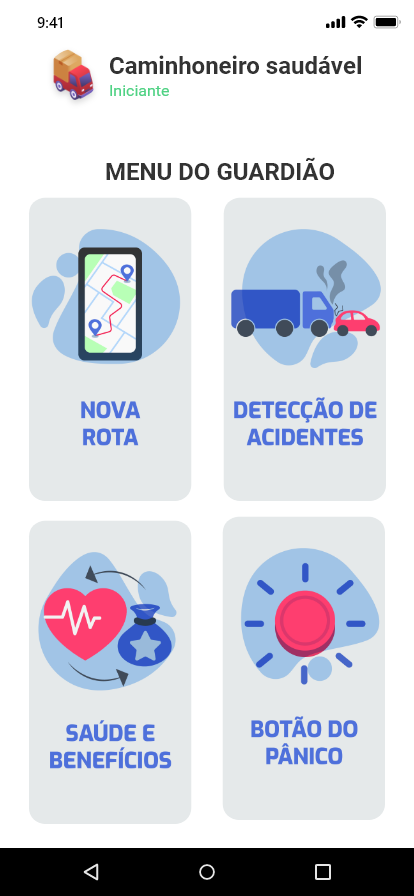 9:41
Caminhoneiro saudável
Iniciante
MENU DO GUARDIÃO
NOVA
ROTA
DETECÇÃO DE
ACIDENTES
SAÚDE E
BENEFÍCIOS
BOTÃO DO
PÂNICO